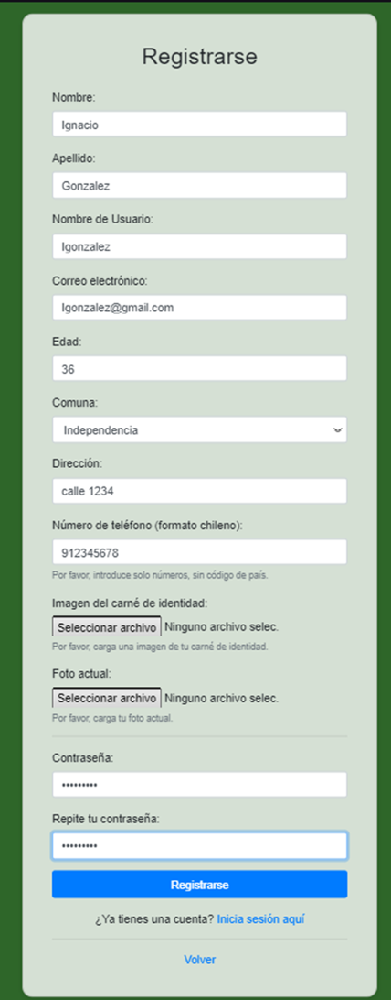 Registrarse
Nombre:
Ignacio
Apellido:
Gonzalez
Nombre de Usuario:
Igonzalez
Correo electrónico:
Igonzalez@gmail.com
Edad:
36
Comuna:
Independencia
Dirección:
calle 1234
Número de teléfono (formato chileno):
912345678
Por favor, introduce solo números, sin código de país.
Imagen del carné de identidad:
Seleccionar archivo Ninguno archivo selec.
Por favor, carga una imagen de tu carné de identidad.
Foto actual:
Seleccionar archivo Ninguno archivo selec.
Por favor, carga tu foto actual.
Contraseña:
•••••••••
Repite tu contraseña:
•••••••••
Registrarse
¿Ya tienes una cuenta? Inicia sesión aquí
Volver